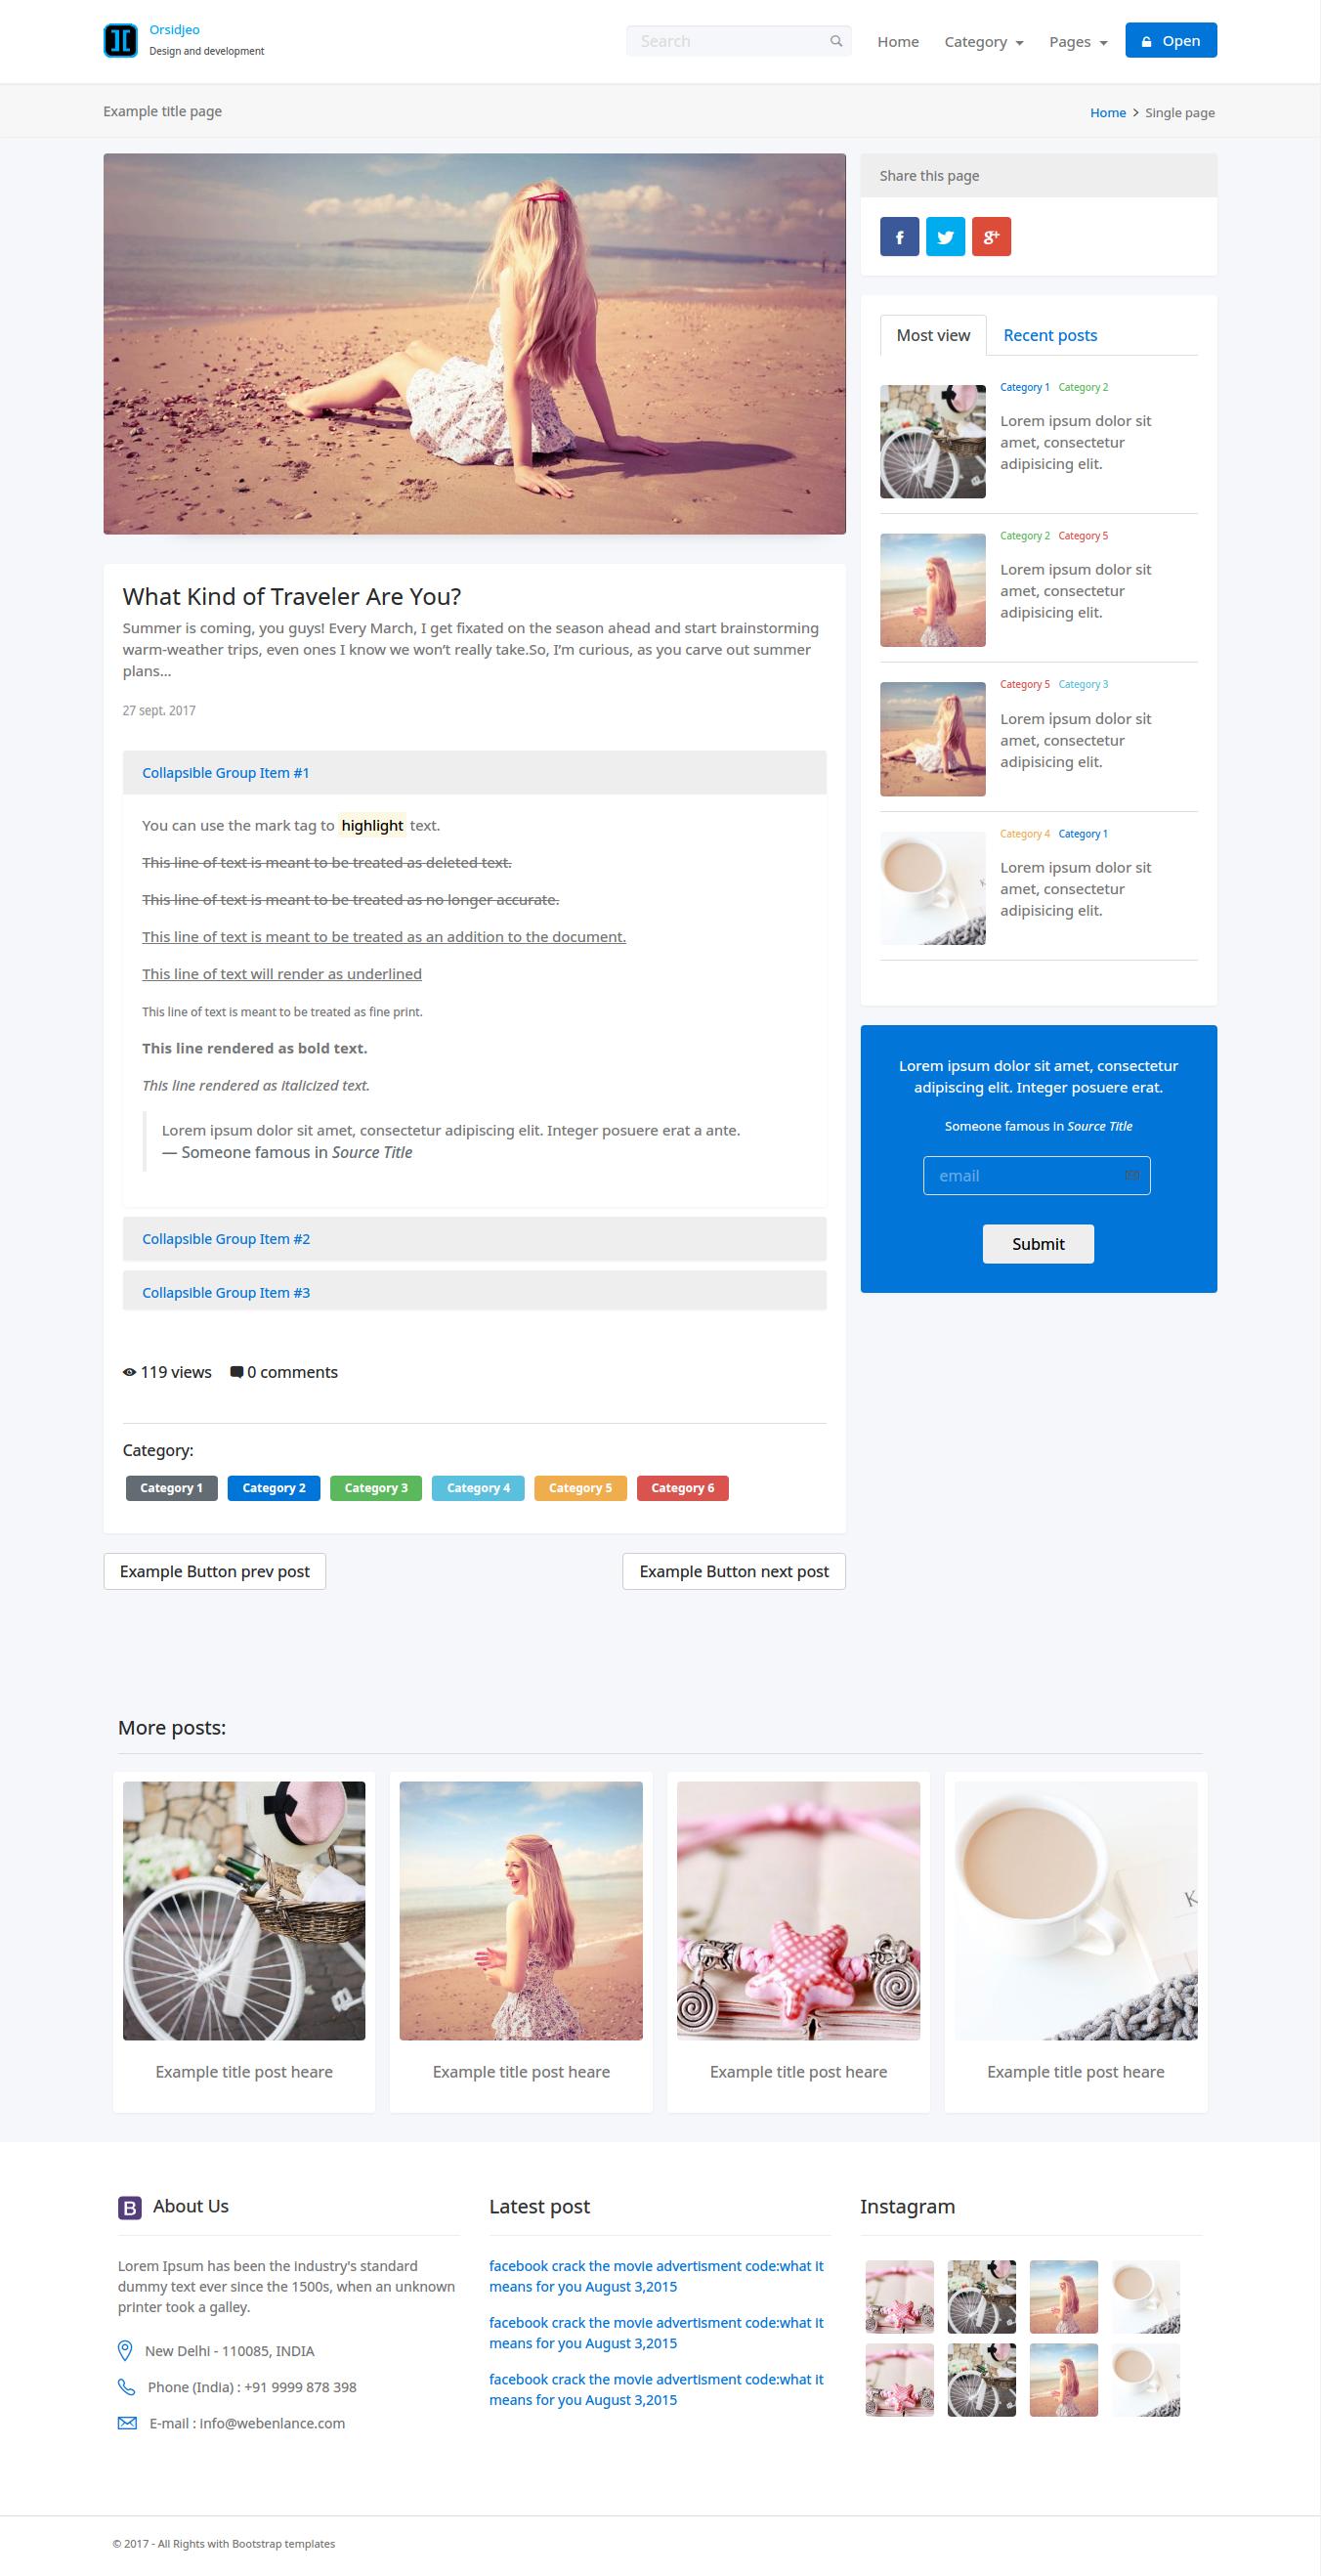 Orsidjeo
Design and development
Search
Home
Category
Pages
Open
Example title page
Home
Single page
Share this page
f
g+
Most view
Recent posts
Category 1 Category 2
Lorem ipsum dolor sit
amet, consectetur
adipisicing elit.
Category 2 Category 5
Lorem ipsum dolor sit
amet, consectetur
adipisicing elit.
Category 5 Category 3
Lorem ipsum dolor sit
amet, consectetur
adipisicing elit.
Category 4 Category 1
Lorem ipsum dolor sit
amet, consectetur
adipisicing elit.
Lorem ipsum dolor sit amet, consectetur
adipiscing elit. Integer posuere erat.
Someone famous in Source Title
email
Submit
What Kind of Traveler Are You?
Summer is coming, you guys! Every March, I get fixated on the season ahead and start brainstorming
warm-weather trips, even ones I know we won’t really take.So, I’m curious, as you carve out summer
plans...
27 sept. 2017
Collapsible Group Item #1
You can use the mark tag to highlight text.
This line of text is meant to be treated as deleted text.
This line of text is meant to be treated as no longer accurate.
This line of text is meant to be treated as an addition to the document.
This line of text will render as underlined
This line of text is meant to be treated as fine print.
This line rendered as bold text.
This line rendered as italicized text.
Lorem ipsum dolor sit amet, consectetur adipiscing elit. Integer posuere erat a ante.
— Someone famous in Source Title
Collapsible Group Item #2
Collapsible Group Item #3
119 views 0 comments
Category:
Category 1
Category 2
Category 3
Category 4
Category 5
Category 6
Example Button prev post
Example Button next post
More posts:
K
Example title post heare
Example title post heare
Example title post heare
Example title post heare
B About Us
Lorem Ipsum has been the industry's standard
dummy text ever since the 1500s, when an unknown
printer took a galley.
New Delhi - 110085, INDIA
Phone (India) : +91 9999 878 398
E-mail : info@webenlance.com
Latest post
facebook crack the movie advertisment code:what it
means for you August 3,2015
facebook crack the movie advertisment code:what it
means for you August 3,2015
facebook crack the movie advertisment code:what it
means for you August 3,2015
Instagram
© 2017 - All Rights with Bootstrap templates